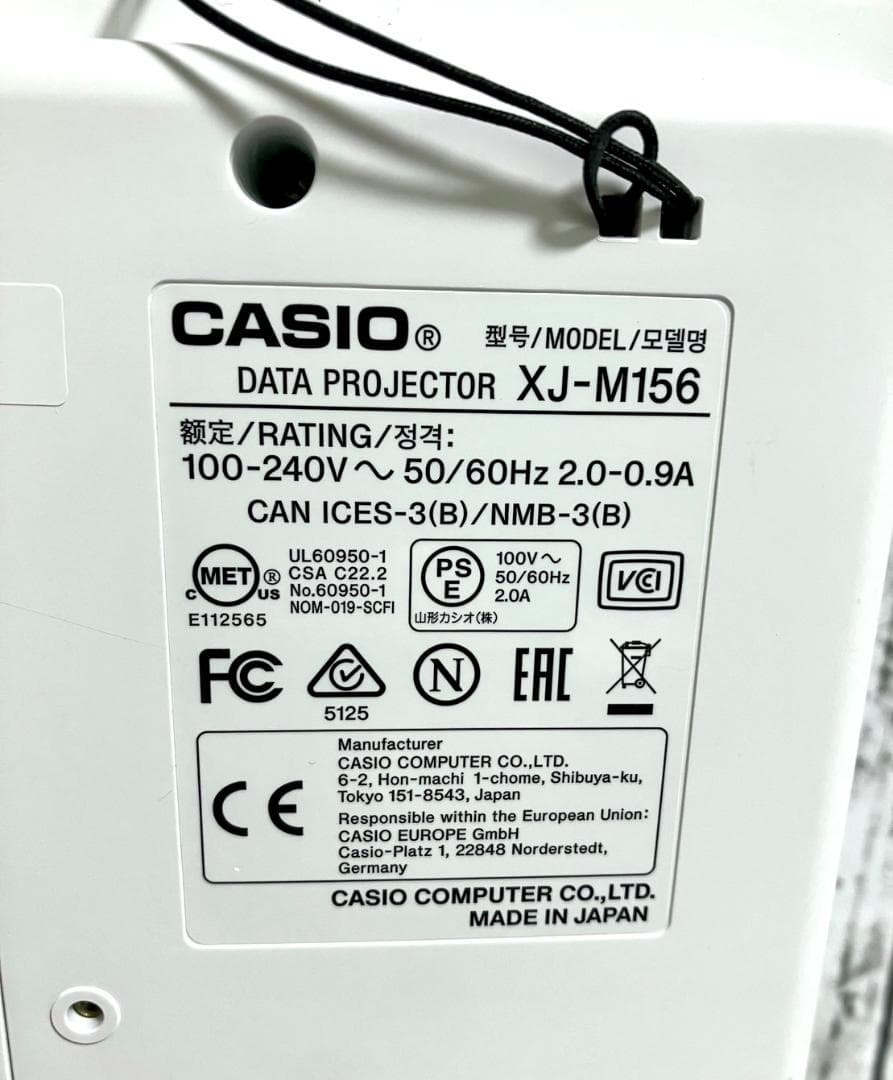 CASIO® 型号/MODEL/모델명
DATA PROJECTOR XJ-M156
额定/RATING/정격:
100-240V～ 50/60Hz 2.0-0.9A
CAN ICES-3(B)/NMB-3(B)
C MET ® US
E112565
UL60950-1
CSA C22.2
No.60950-1
NOM-019-SCFI
PS
E
100V～
50/60Hz
2.0A
山形カシオ(株)
VCI
FC
5125
N
EAC
CE
Manufacturer
CASIO COMPUTER CO.,LTD.
6-2, Hon-machi 1-chome, Shibuya-ku,
Tokyo 151-8543, Japan
Responsible within the European Union:
CASIO EUROPE GmbH
Casio-Platz 1, 22848 Norderstedt,
Germany
CASIO COMPUTER CO.,LTD.
MADE IN JAPAN